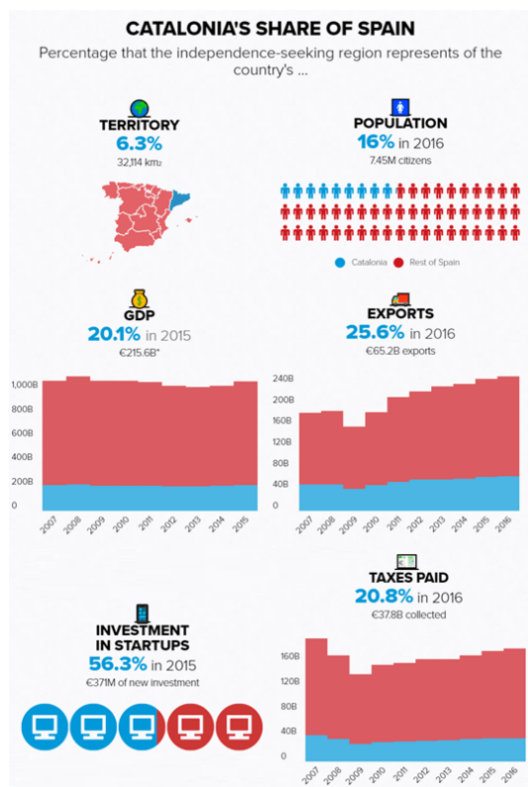 CATALONIA'S SHARE OF SPAIN
Percentage that the independence-seeking region represents of the
country's ...
TERRITORY
6.3%
32,114 km2
POPULATION
16% in 2016
7.45M citizens
Catalonia
Rest of Spain
GDP
20.1% in 2015
€215.6B*
1,000B
800B
600B
400B
200B
0
2007
2008
2009
2010
2011
2012
2013
2014
2015
EXPORTS
25.6% in 2016
€65.2B exports
240B
200B
160B
120B
80B
40B
0
2007
2008
2009
2010
2011
2012
2013
2014
2015
2016
INVESTMENT
IN STARTUPS
56.3% in 2015
€371M of new investment
TAXES PAID
20.8% in 2016
€37.8B collected
160B
120B
80B
40B
0
2007
2008
2009
2010
2011
2012
2013
2014
2015
2016